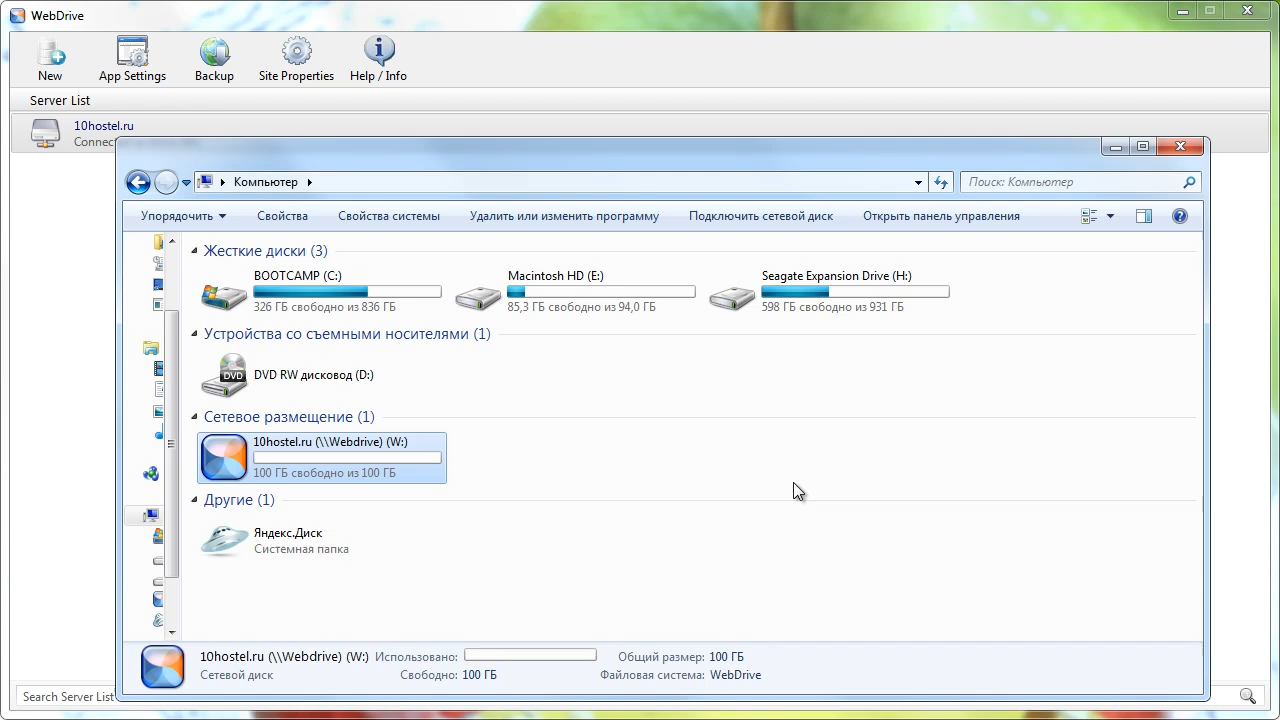 WebDrive
New
App Settings
Backup
Site Properties
Help / Info
Server List
10hostel.ru
Connec
Компьютер
Поиск: Компьютер
Упорядочить
Свойства
Свойства системы
Удалить или изменить программу
Подключить сетевой диск
Открыть панель управления
Жесткие диски (3)
BOOTCAMP (C:)
326 ГБ свободно из 836 ГБ
Macintosh HD (E:)
85,3 ГБ свободно из 94,0 ГБ
Seagate Expansion Drive (H:)
598 ГБ свободно из 931 ГБ
Устройства со съемными носителями (1)
DVD
DVD RW дисковод (D:)
Сетевое размещение (1)
10hostel.ru (\\Webdrive) (W:)
100 ГБ свободно из 100 ГБ
Другие (1)
Яндекс.Диск
Системная папка
10hostel.ru (\\Webdrive) (W:) Использовано: Общий размер: 100 ГБ
Сетевой диск Свободно: 100 ГБ Файловая система: WebDrive
Search Server List